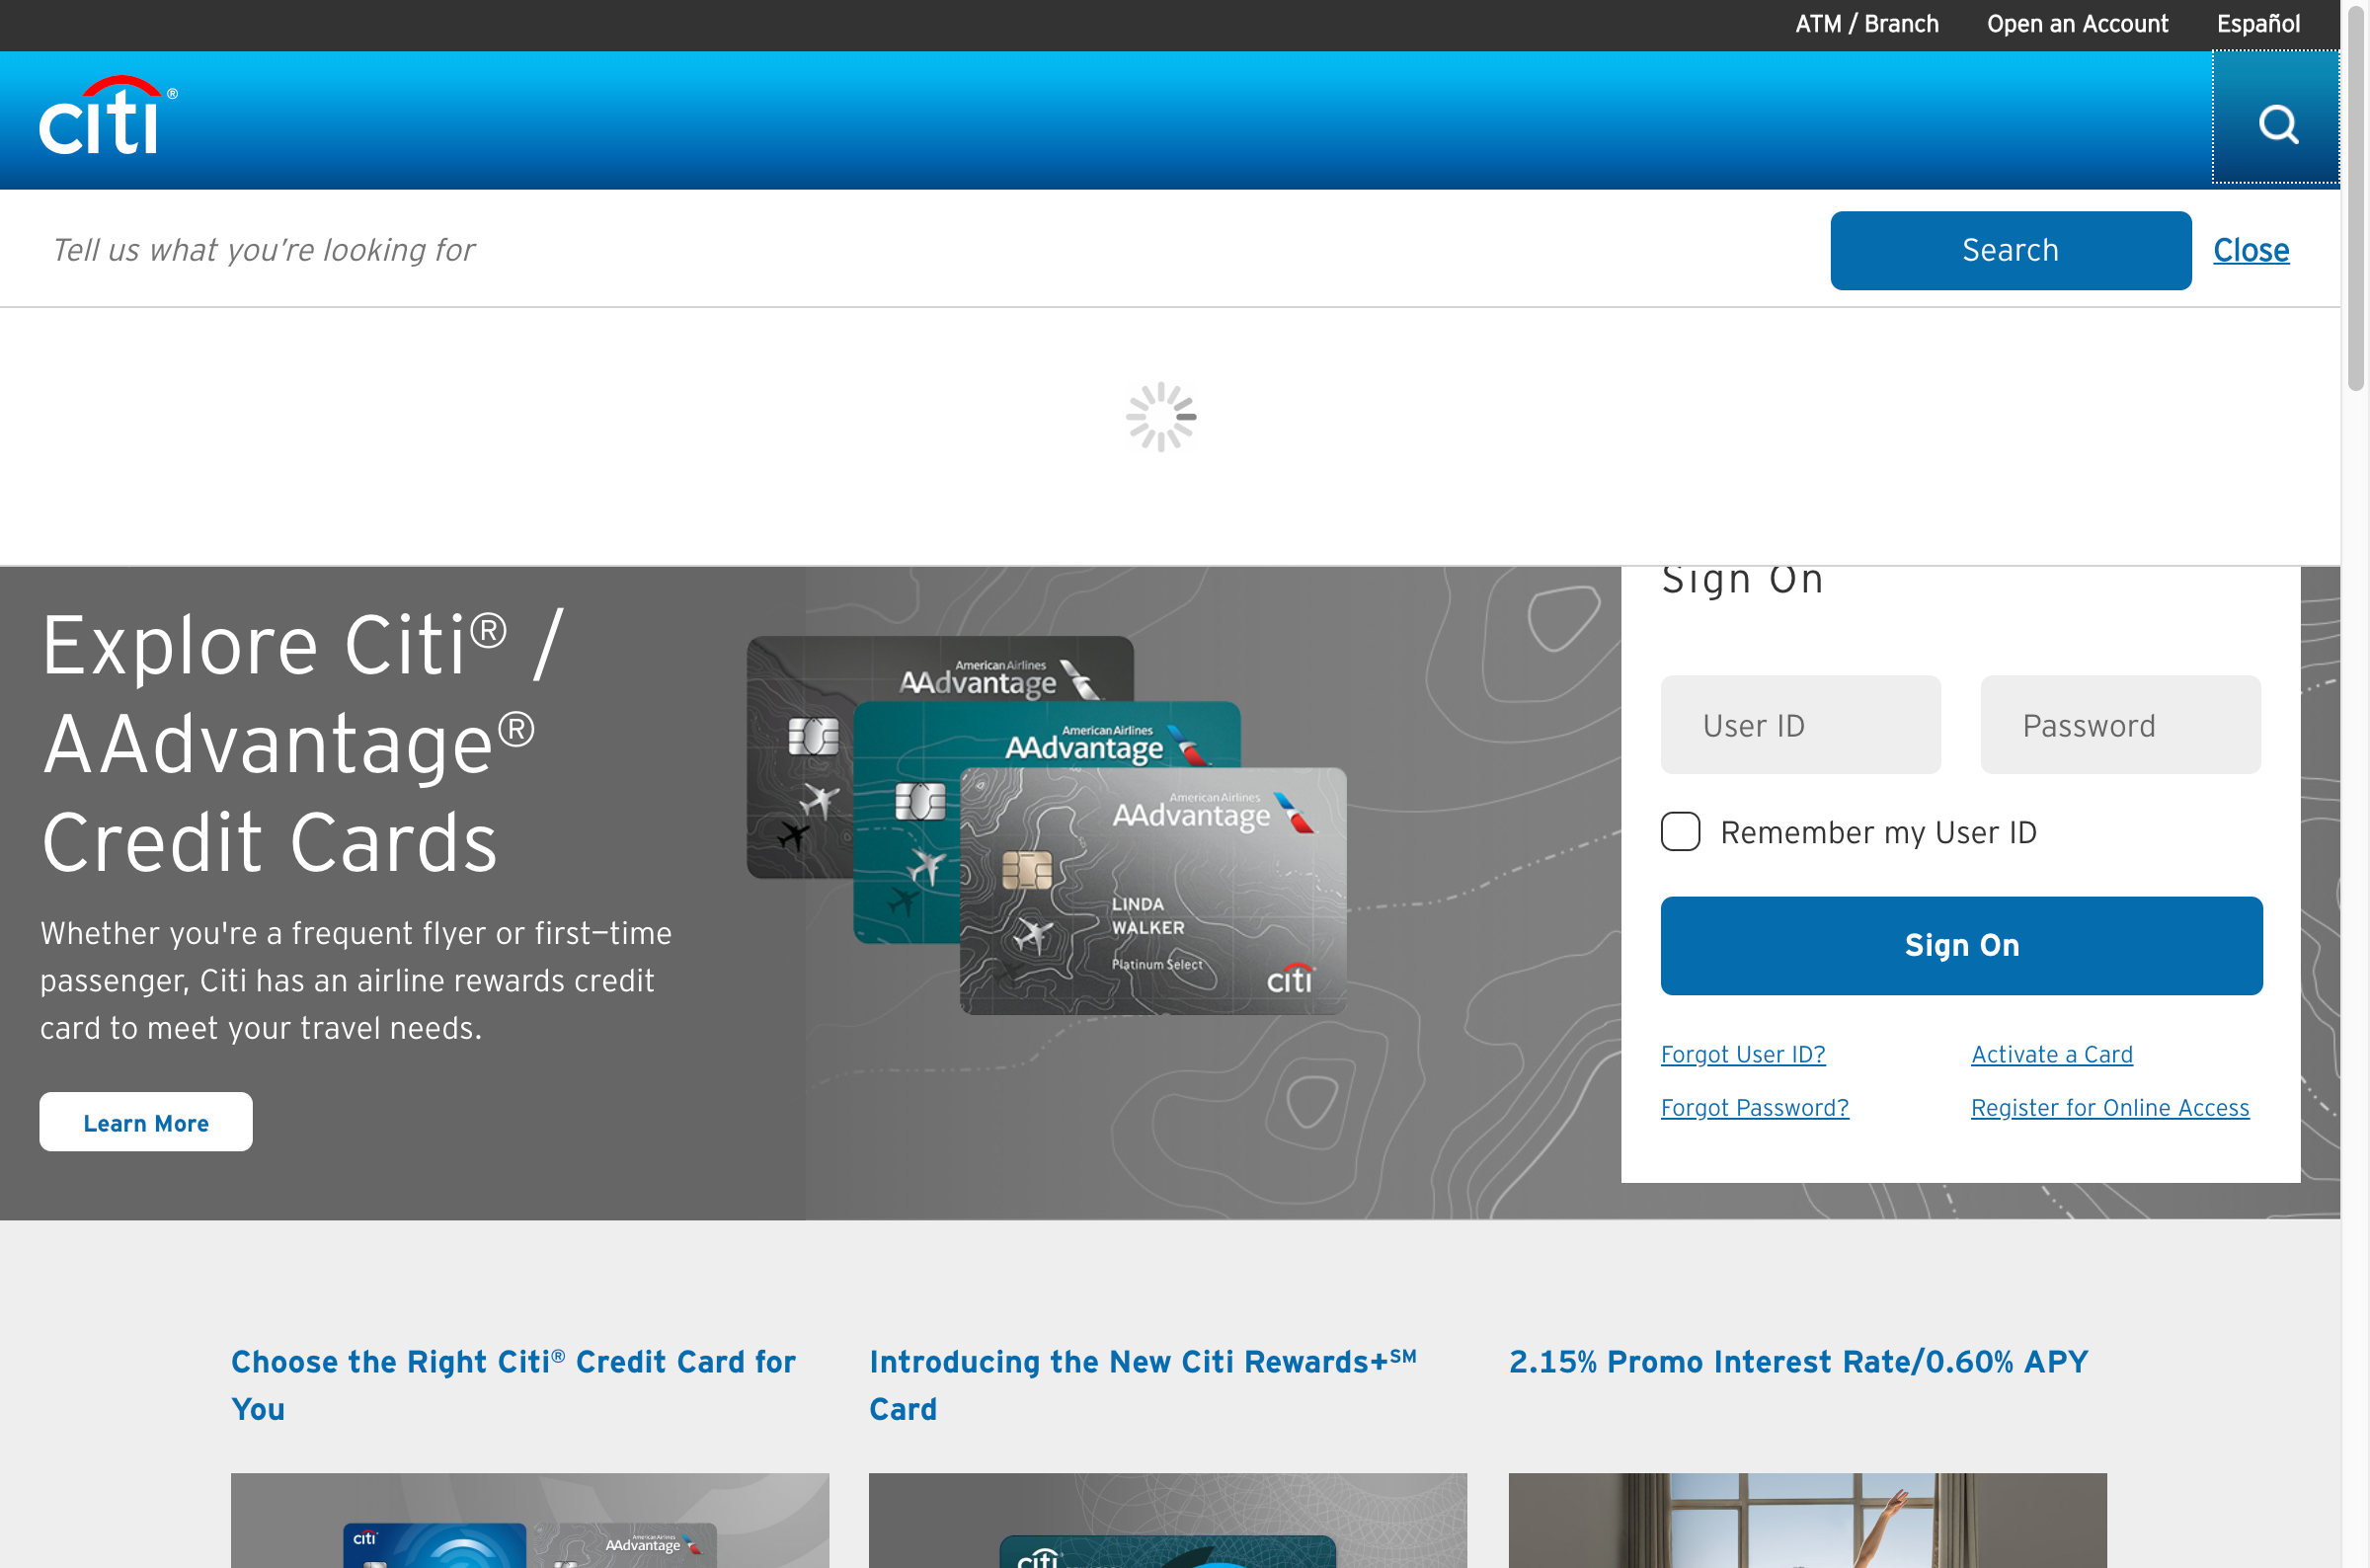 ATM / Branch Open an Account Español
citi®
Tell us what you're looking for Search Close
Sign On
Explore Citi® /
AAdvantage®
Credit Cards
Whether you're a frequent flyer or first-time
passenger, Citi has an airline rewards credit
card to meet your travel needs.
Learn More
American Airlines
AAdvantage
American Airlines
AAdvantage
American Airlines
AAdvantage
LINDA
WALKER
Platinum Select
citi
User ID Password
Remember my User ID
Sign On
Forgot User ID? Activate a Card
Forgot Password? Register for Online Access
Choose the Right Citi® Credit Card for
You
Introducing the New Citi Rewards+℠
Card
2.15% Promo Interest Rate/0.60% APY
citi
American Airlines
AAdvantage
citi